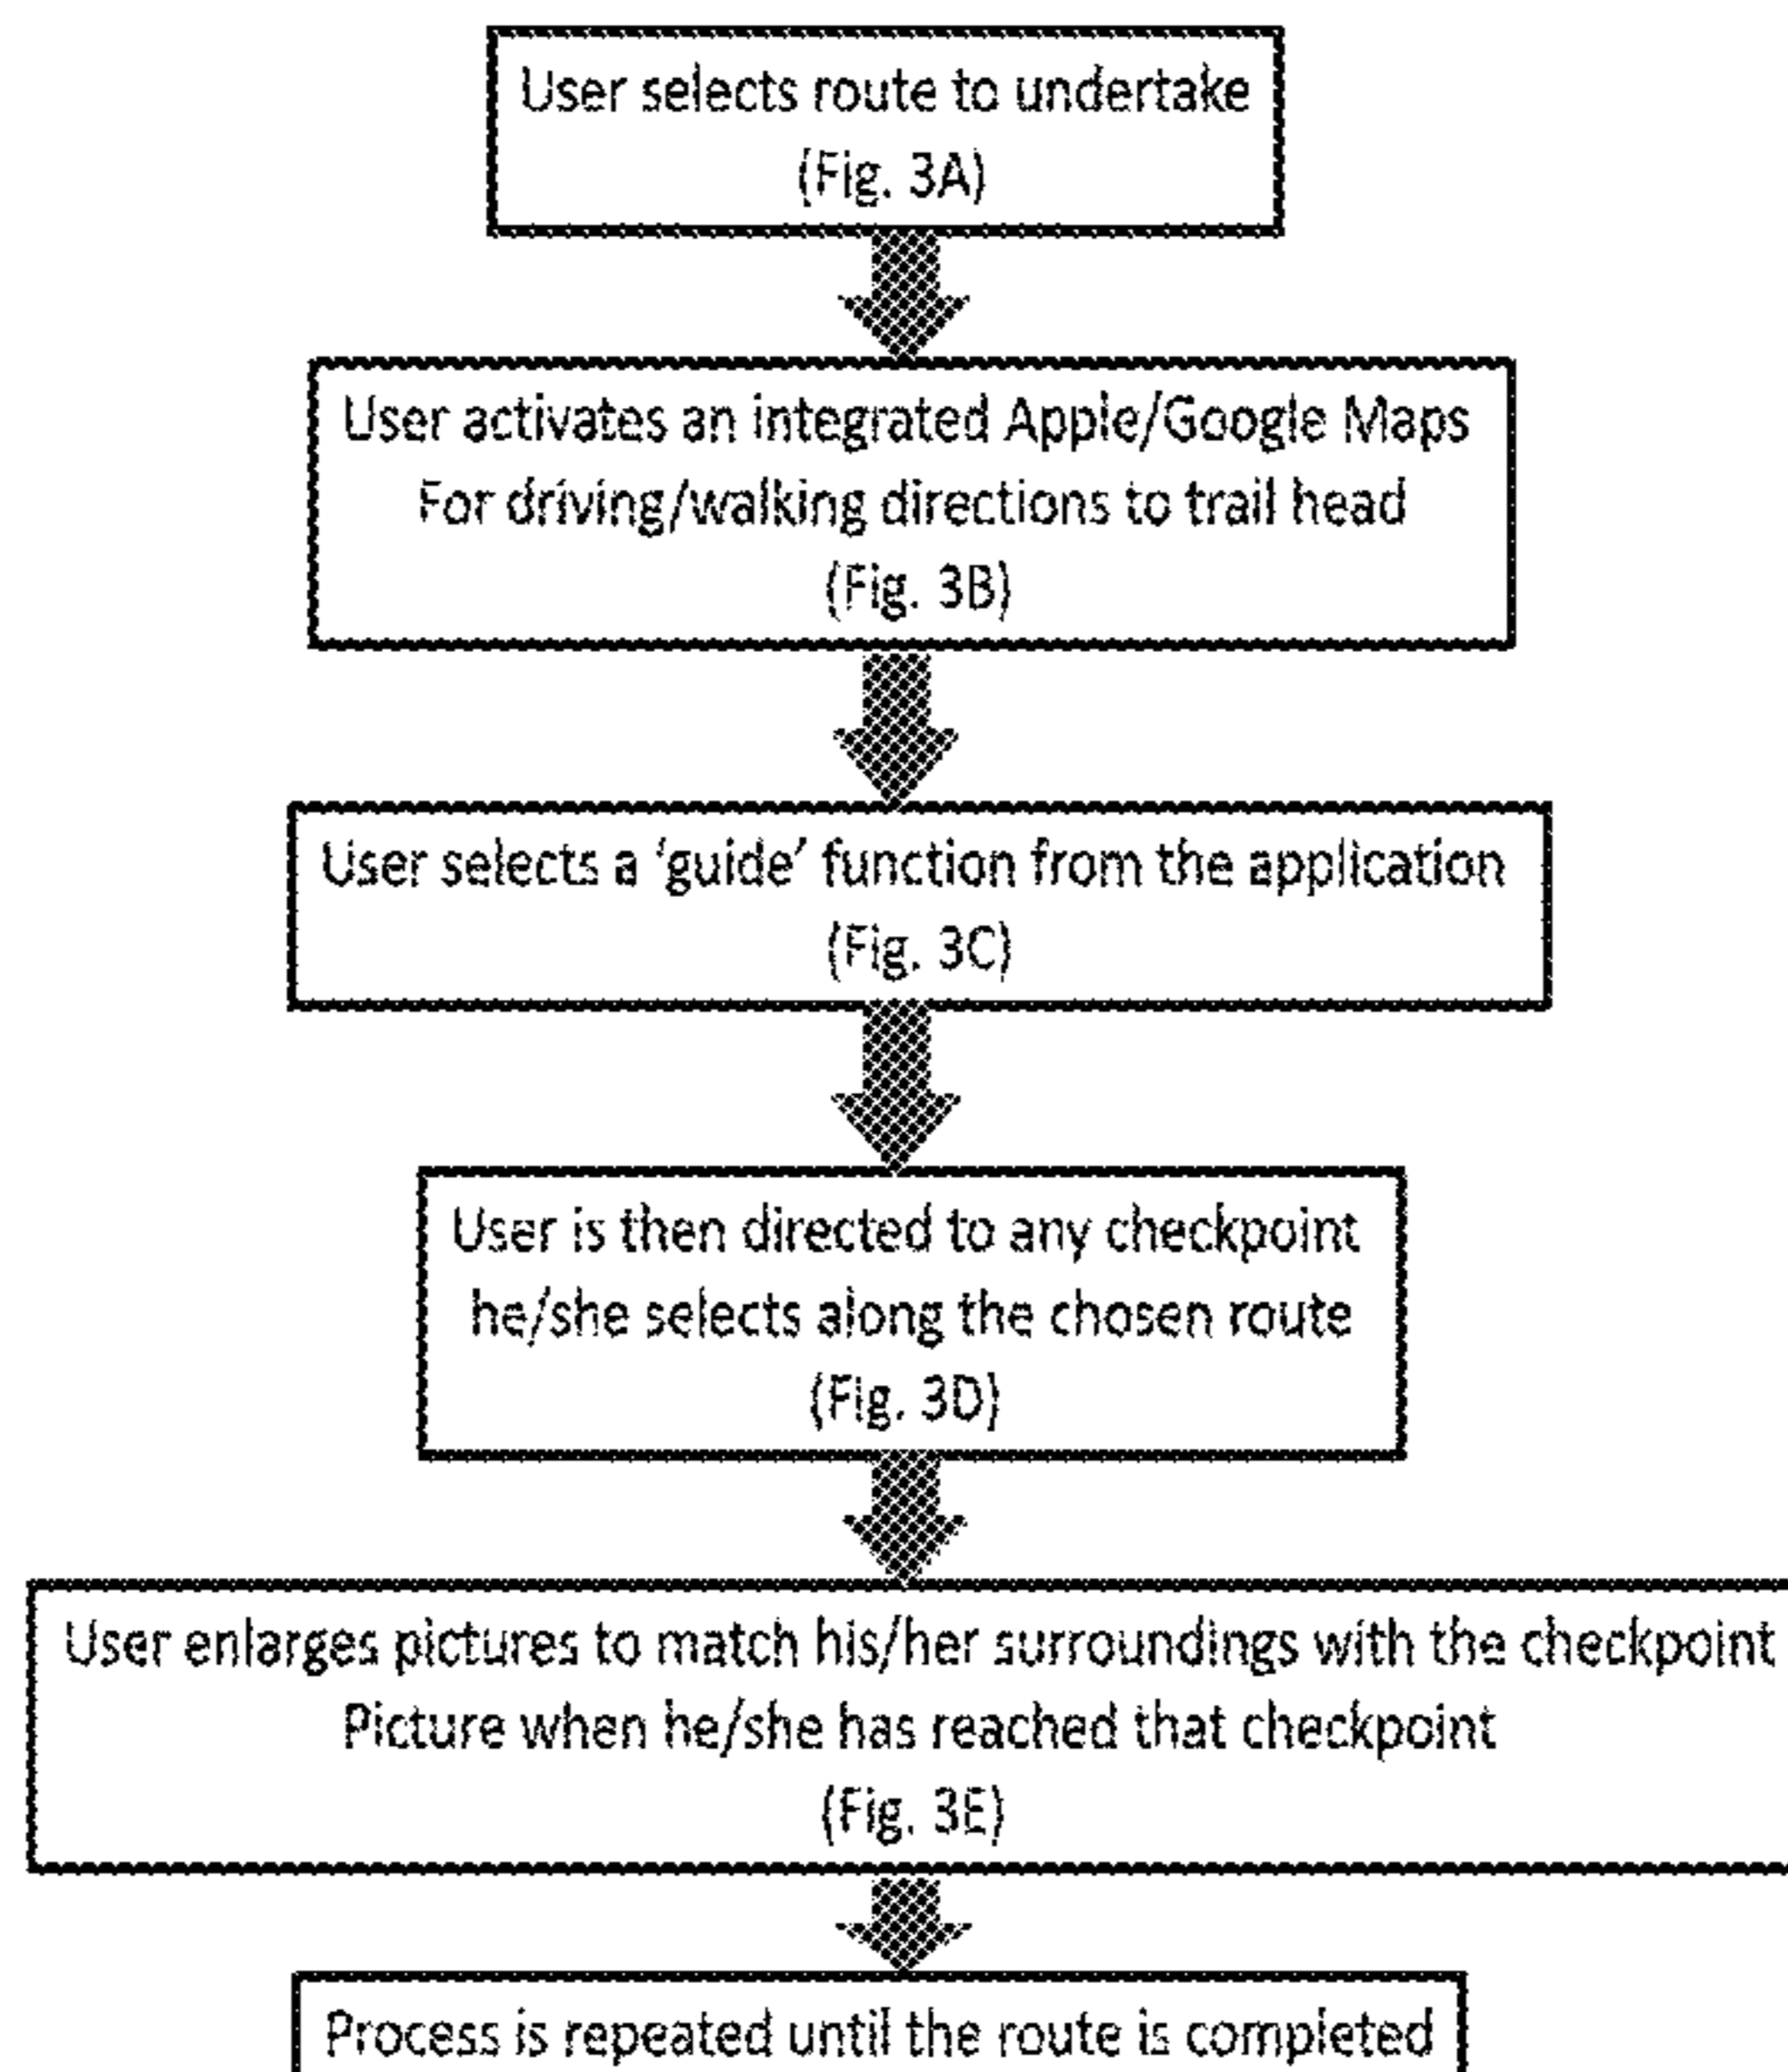 User selects route to undertake
(Fig. 3A)
User activates an integrated Apple/Google Maps
For driving/walking directions to trail head
(Fig. 3B)
User selects a ‘guide’ function from the application
(Fig. 3C)
User is then directed to any checkpoint
he/she selects along the chosen route
(Fig. 3D)
User enlarges pictures to match his/her surroundings with the checkpoint
Picture when he/she has reached that checkpoint
(Fig. 3E)
Process is repeated until the route is completed